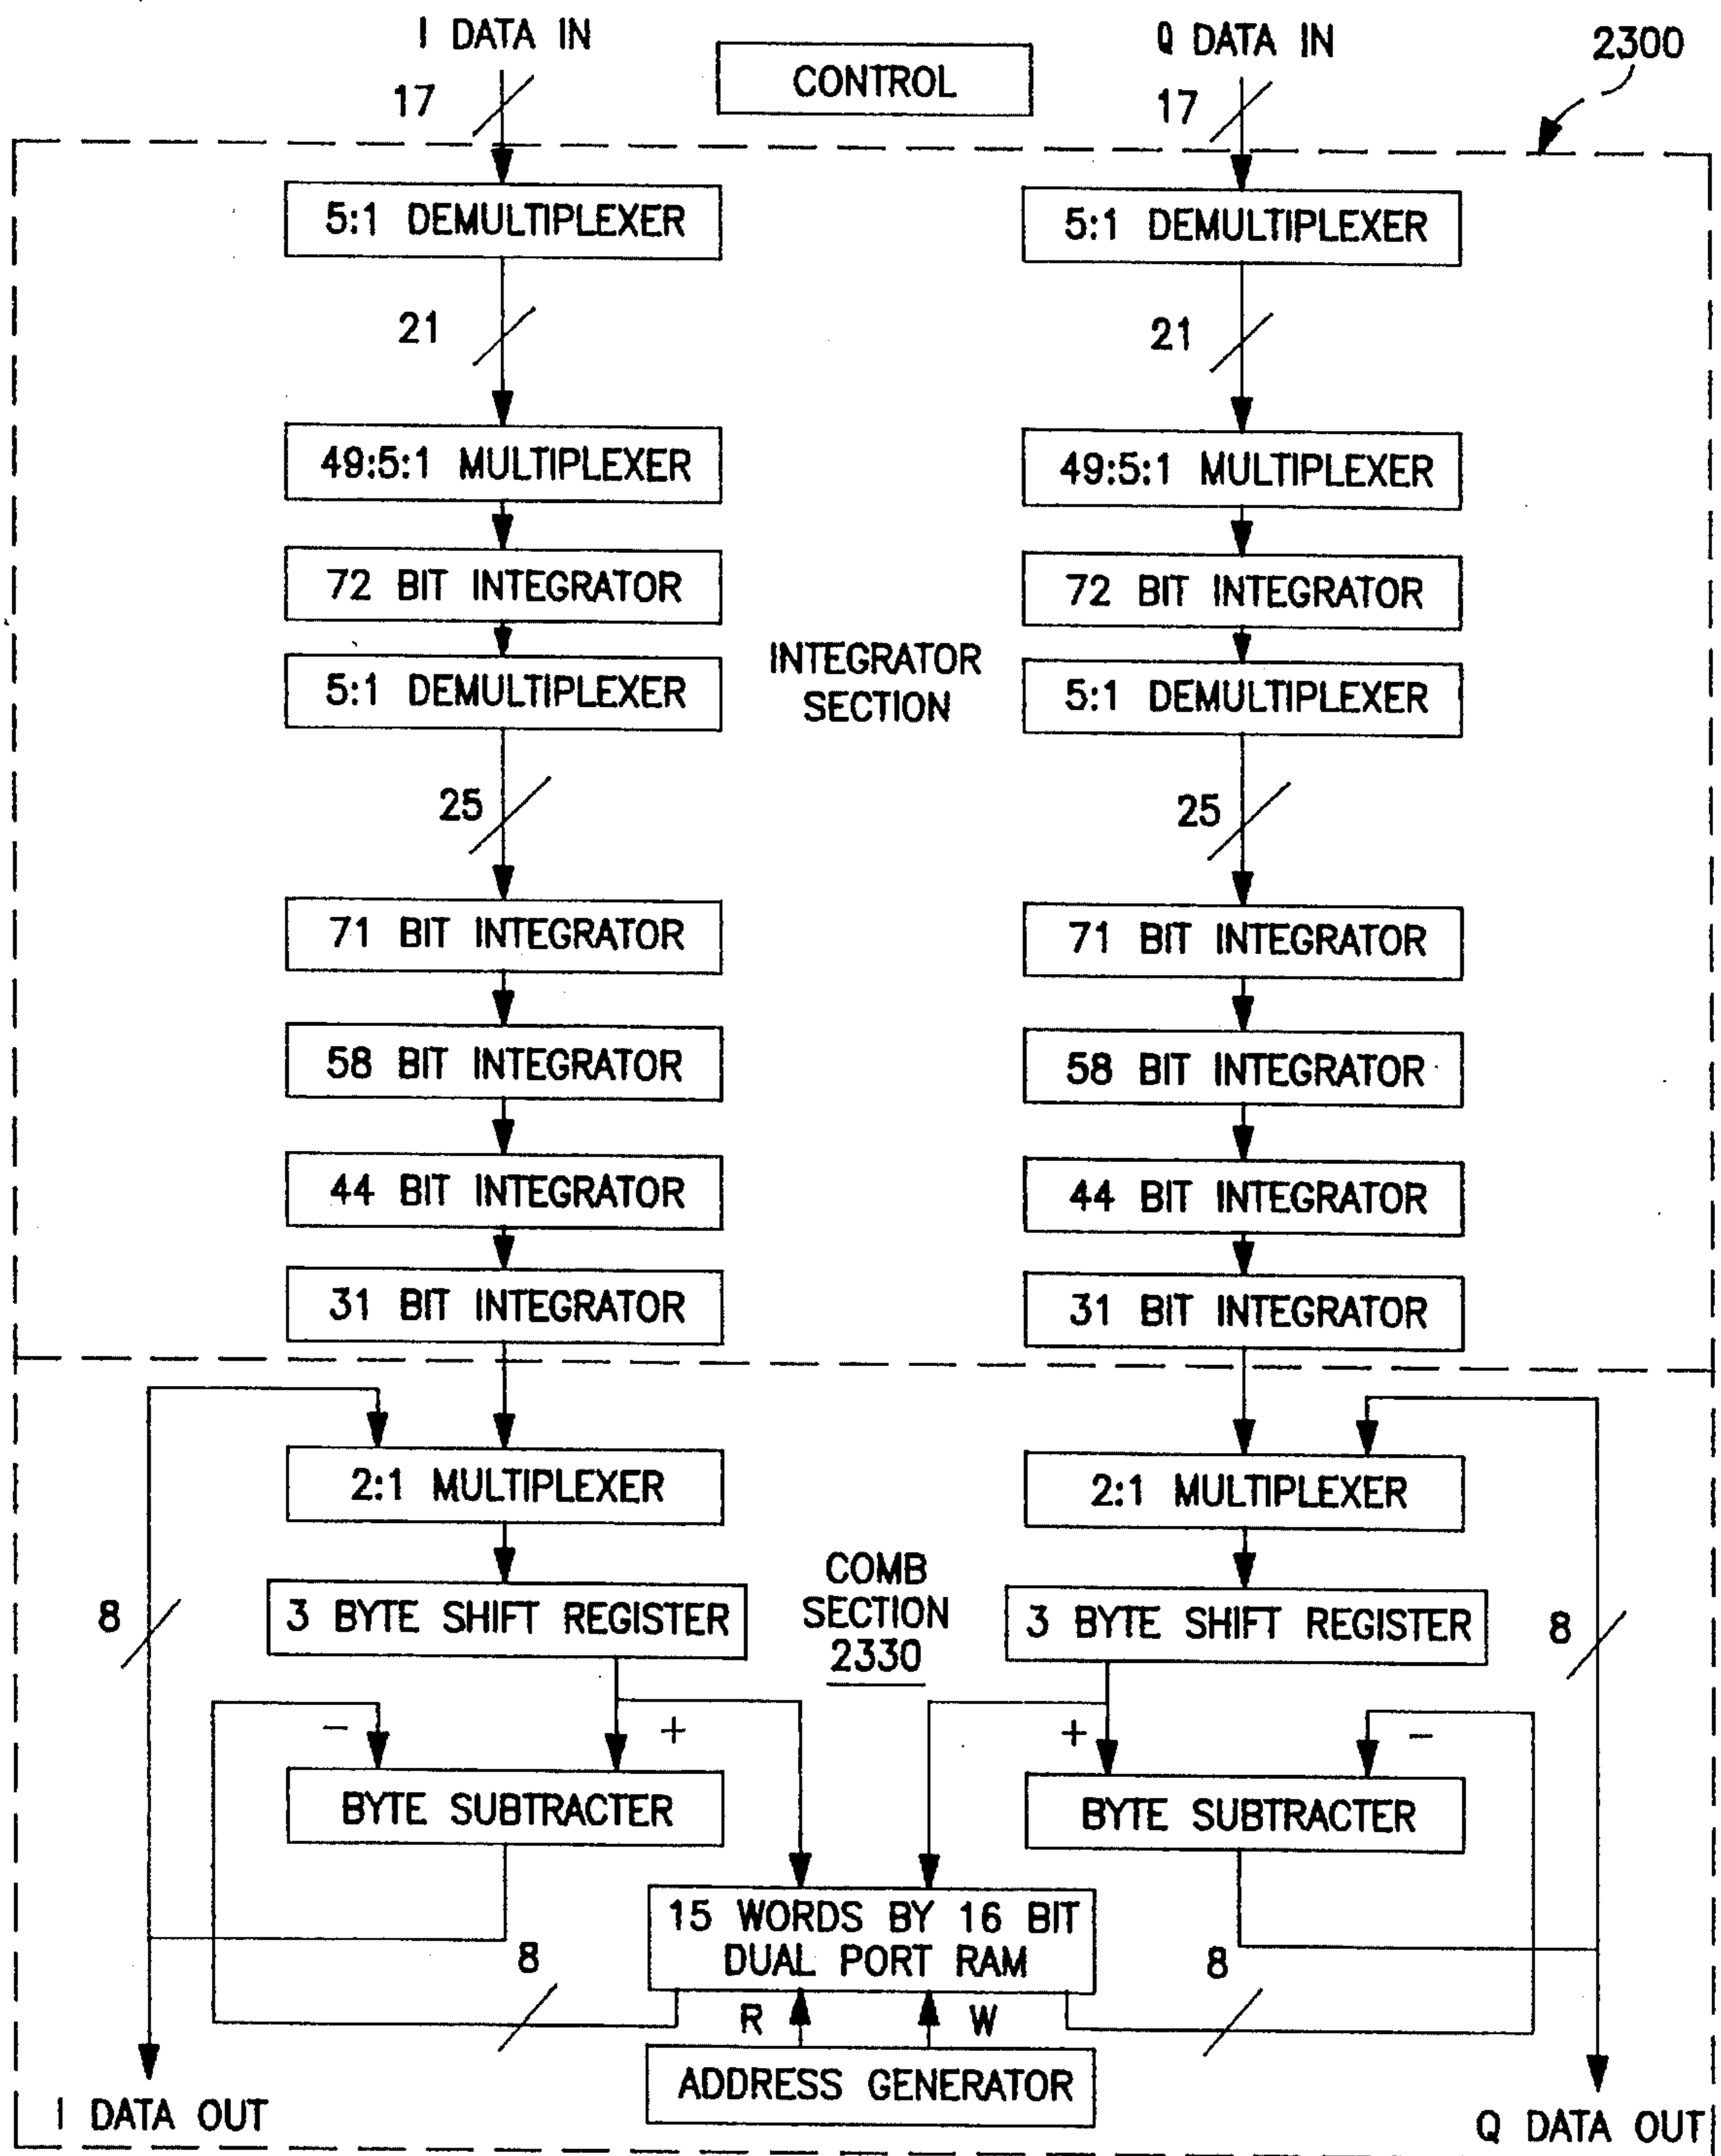 I DATA IN
Q DATA IN
2300
CONTROL
17
17
5:1 DEMULTIPLEXER
5:1 DEMULTIPLEXER
21
21
49:5:1 MULTIPLEXER
49:5:1 MULTIPLEXER
72 BIT INTEGRATOR
72 BIT INTEGRATOR
INTEGRATOR
SECTION
5:1 DEMULTIPLEXER
5:1 DEMULTIPLEXER
25
25
71 BIT INTEGRATOR
71 BIT INTEGRATOR
58 BIT INTEGRATOR
58 BIT INTEGRATOR
44 BIT INTEGRATOR
44 BIT INTEGRATOR
31 BIT INTEGRATOR
31 BIT INTEGRATOR
2:1 MULTIPLEXER
2:1 MULTIPLEXER
COMB
SECTION
2330
8
3 BYTE SHIFT REGISTER
3 BYTE SHIFT REGISTER
8
−
+
+
−
BYTE SUBTRACTER
BYTE SUBTRACTER
15 WORDS BY 16 BIT
DUAL PORT RAM
8
8
R
W
ADDRESS GENERATOR
I DATA OUT
Q DATA OUT